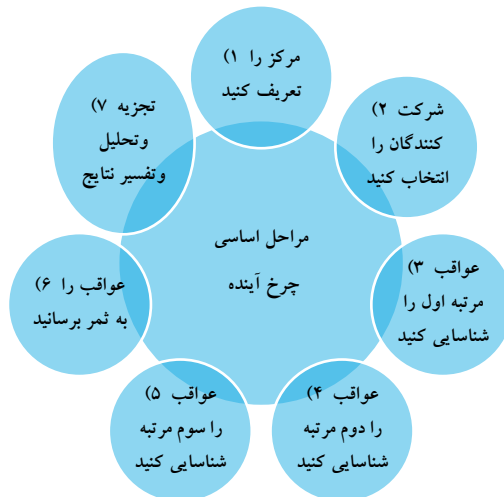 ۱) مرکز را
تعریف کنید
۲) شرکت
کنندگان را
انتخاب کنید
۳) عواقب
مرتبه اول را
شناسایی کنید
۴) عواقب
را دوم مرتبه
شناسایی کنید
۵) عواقب
را سوم مرتبه
شناسایی کنید
۶) عواقب را
به ثمر برسانید
۷) تجزیه
وتحلیل
وتفسیر نتایج
مراحل اساسی
چرخ آینده